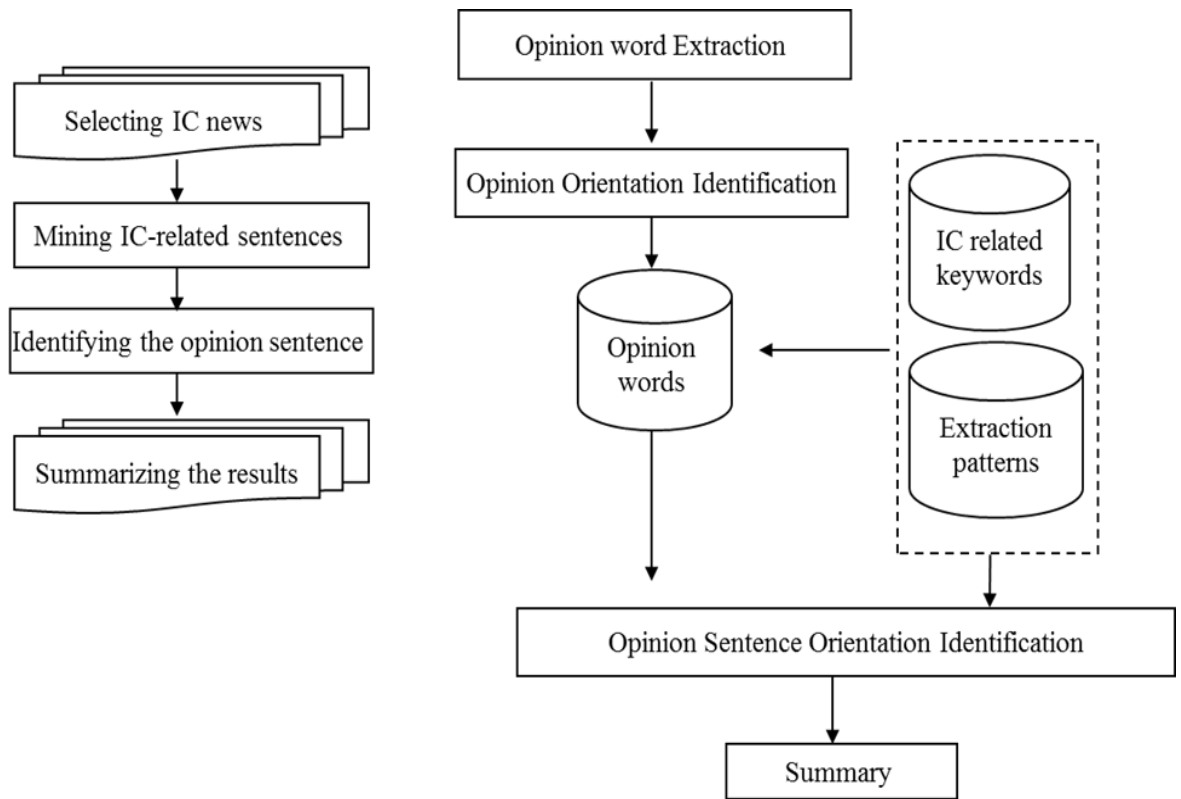 Selecting IC news
Mining IC-related sentences
Identifying the opinion sentence
Summarizing the results
Opinion word Extraction
Opinion Orientation Identification
Opinion
words
IC related
keywords
Extraction
patterns
Opinion Sentence Orientation Identification
Summary